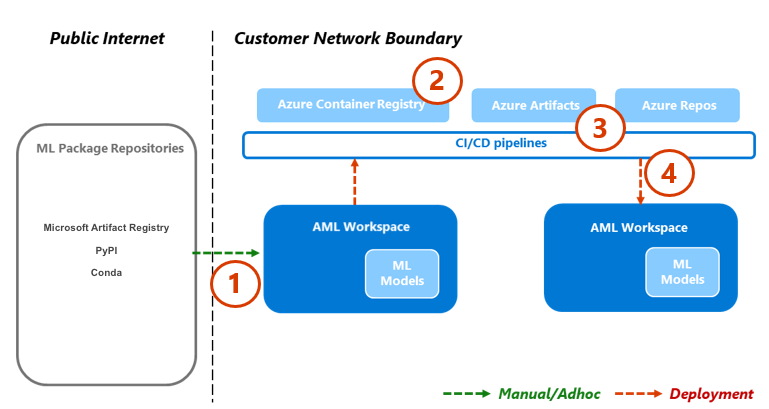 Public Internet
Customer Network Boundary
2
Azure Container Registry
Azure Artifacts
Azure Repos
3
CI/CD pipelines
ML Package Repositories
4
Microsoft Artifact Registry
PyPI
Conda
1
AML Workspace
ML
Models
AML Workspace
ML
Models
Manual/Adhoc
Deployment